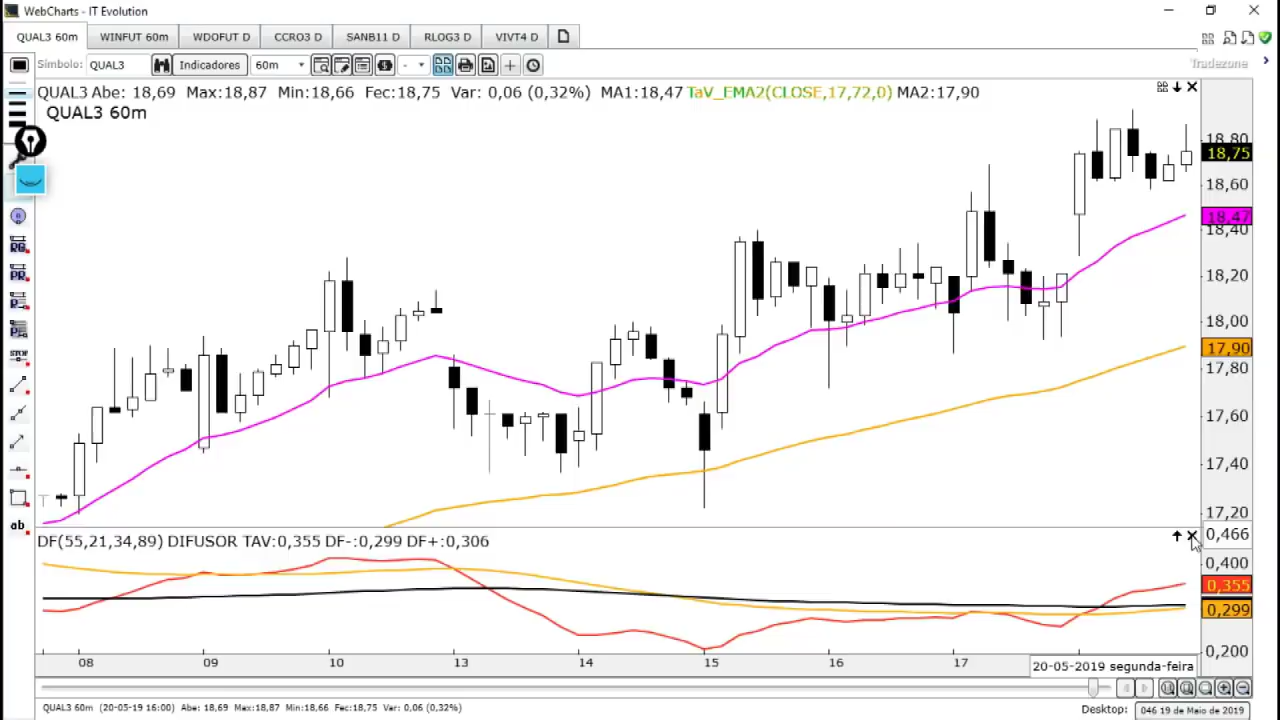 WebCharts - IT Evolution
QUAL3 60m WINFUT 60m WDOFUT D CCRO3 D SANB11 D RLOG3 D VIVT4 D
Símbolo: QUAL3 Indicadores 60m - Tradezone
QUAL3 Abe: 18,69 Max:18,87 Min:18,66 Fec:18,75 Var: 0,06 (0,32%) MA1:18,47 TaV_EMA2(CLOSE,17,72,0) MA2:17,90
QUAL3 60m
18,80
18,75
18,60
18,47
18,40
18,20
18,00
17,90
17,80
17,60
17,40
17,20
RG
PR
STOP
ab
DF(55,21,34,89) DIFUSOR TAV:0,355 DF-:0,299 DF+:0,306
0,466
0,400
0,355
0,299
0,200
08 09 10 13 14 15 16 17 20-05-2019 segunda-feira
QUAL3 60m (20-05-19 16:00) Abe: 18,69 Max:18,87 Min:18,66 Fec:18,75 Var: 0,06 (0,32%)
Desktop: 046 19 de Maio de 2019